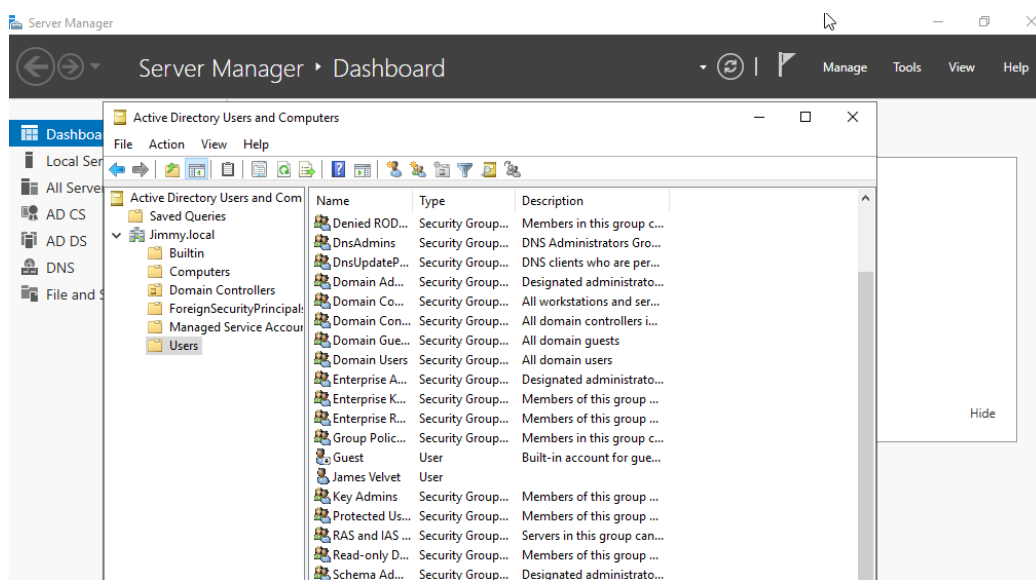 Server Manager
Server Manager • Dashboard
Manage Tools View Help
Active Directory Users and Computers
File Action View Help
Dashboa
Local Ser
All Server
AD CS
AD DS
DNS
File and S
Active Directory Users and Com
Saved Queries
Jimmy.local
Builtin
Computers
Domain Controllers
ForeignSecurityPrincipals
Managed Service Accour
Users
Name Type Description
Denied ROD... Security Group... Members in this group c...
DnsAdmins Security Group... DNS Administrators Gro...
DnsUpdateP... Security Group... DNS clients who are per...
Domain Ad... Security Group... Designated administrato...
Domain Co... Security Group... All workstations and ser...
Domain Con... Security Group... All domain controllers i...
Domain Gue... Security Group... All domain guests
Domain Users Security Group... All domain users
Enterprise A... Security Group... Designated administrato...
Enterprise K... Security Group... Members of this group ...
Enterprise R... Security Group... Members of this group ...
Group Polic... Security Group... Members in this group c...
Guest User Built-in account for gue...
James Velvet User
Key Admins Security Group... Members of this group ...
Protected Us... Security Group... Members of this group ...
RAS and IAS ... Security Group... Servers in this group can...
Read-only D... Security Group... Members of this group ...
Schema Ad... Security Group... Designated administrato...
Hide